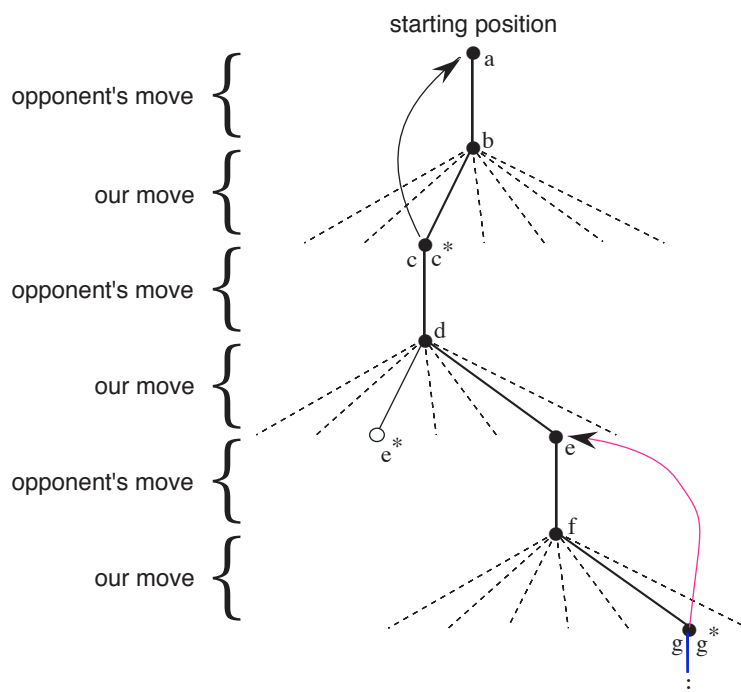 starting position
a
opponent's move
b
our move
c c*
opponent's move
d
our move
e*
e
opponent's move
f
our move
g g*
⋮